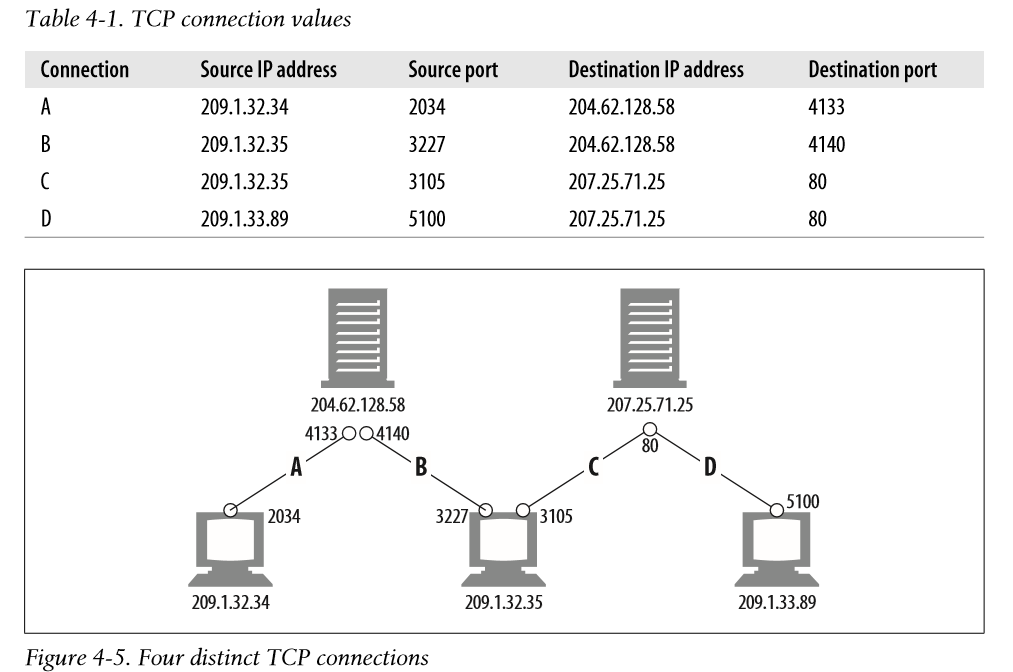 Table 4-1. TCP connection values
Connection Source IP address Source port Destination IP address Destination port
A 209.1.32.34 2034 204.62.128.58 4133
B 209.1.32.35 3227 204.62.128.58 4140
C 209.1.32.35 3105 207.25.71.25 80
D 209.1.33.89 5100 207.25.71.25 80
204.62.128.58 207.25.71.25
4133 4140 80
A B C D
2034 3227 3105 5100
209.1.32.34 209.1.32.35 209.1.33.89
Figure 4-5. Four distinct TCP connections